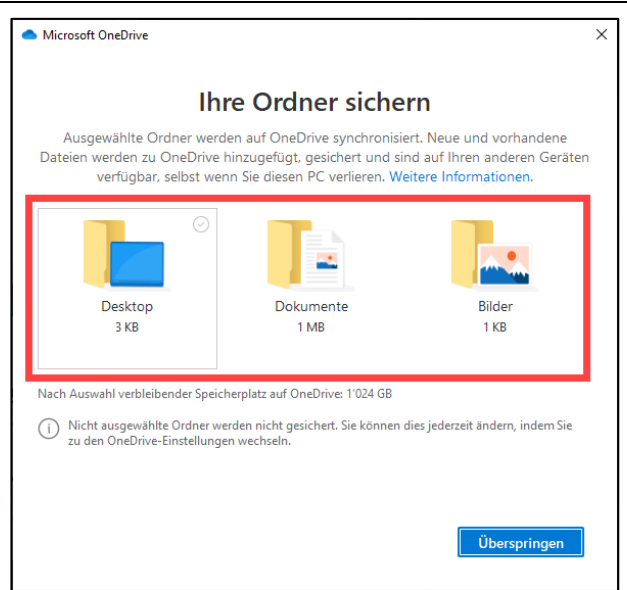 Microsoft OneDrive
Ihre Ordner sichern
Ausgewählte Ordner werden auf OneDrive synchronisiert. Neue und vorhandene
Dateien werden zu OneDrive hinzugefügt, gesichert und sind auf Ihren anderen Geräten
verfügbar, selbst wenn Sie diesen PC verlieren. Weitere Informationen.
Desktop
3 KB
Dokumente
1 MB
Bilder
1 KB
Nach Auswahl verbleibender Speicherplatz auf OneDrive: 1'024 GB
Nicht ausgewählte Ordner werden nicht gesichert. Sie können dies jederzeit ändern, indem Sie
zu den OneDrive-Einstellungen wechseln.
Überspringen